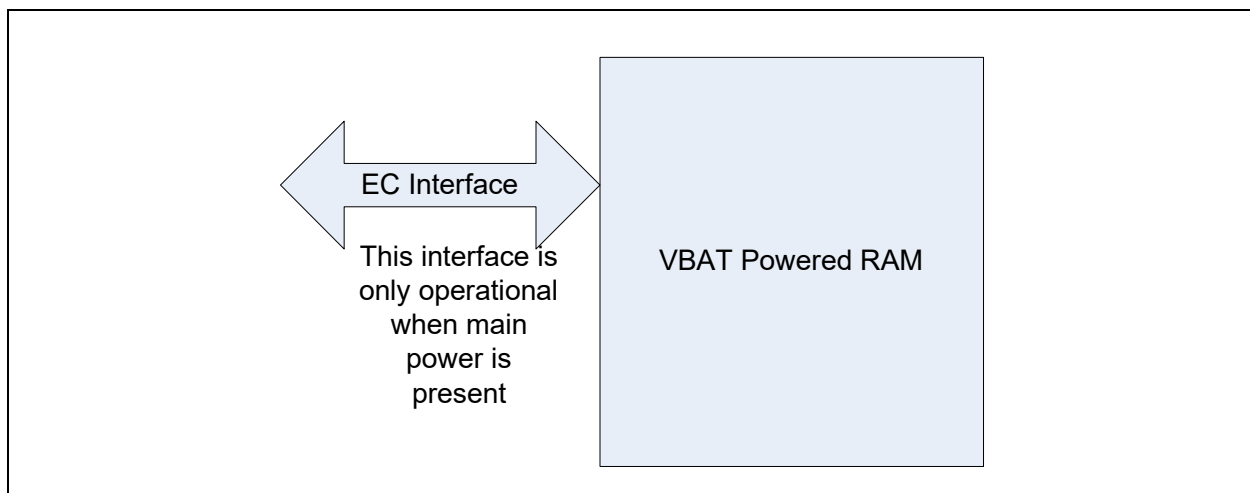 EC Interface
This interface is
only operational
when main
power is
present
VBAT Powered RAM